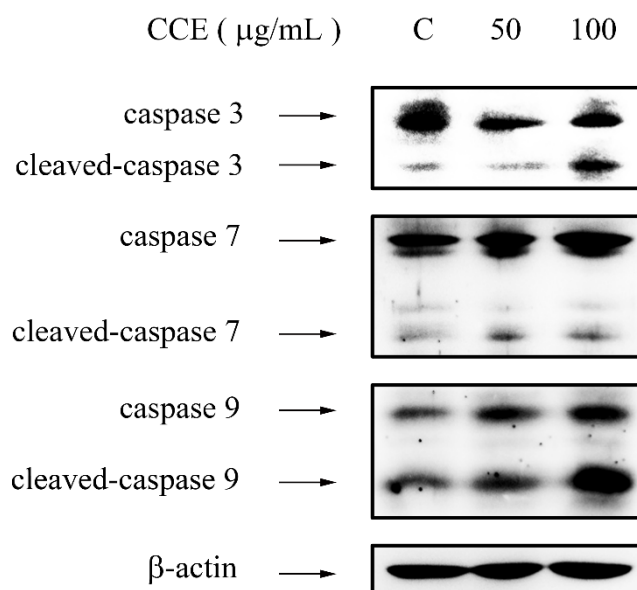 CCE ( μg/mL ) C 50 100
caspase 3
cleaved-caspase 3
caspase 7
cleaved-caspase 7
caspase 9
cleaved-caspase 9
β-actin